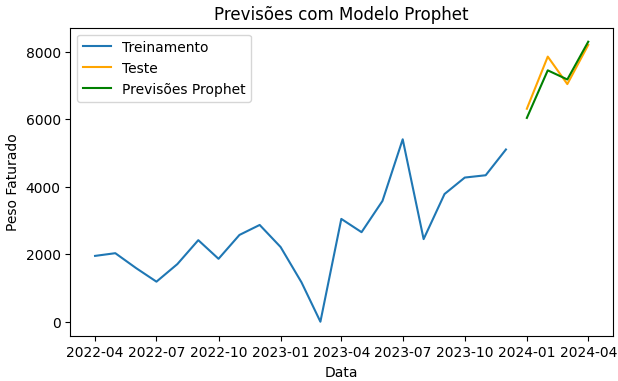 Previsões com Modelo Prophet
Treinamento
Teste
Previsões Prophet
Peso Faturado
8000
6000
4000
2000
0
2022-04 2022-07 2022-10 2023-01 2023-04 2023-07 2023-10 2024-01 2024-04
Data